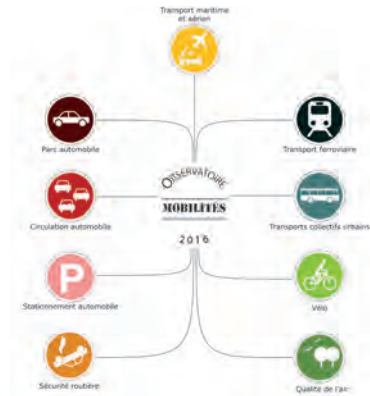 Transport maritime
et aérien
Parc automobile
Transport ferroviaire
OBSERVATOIRE
MOBILITÉS
2016
Circulation automobile
Transports collectifs urbains
P
Stationnement automobile
Vélo
Sécurité routière
Qualité de l'air